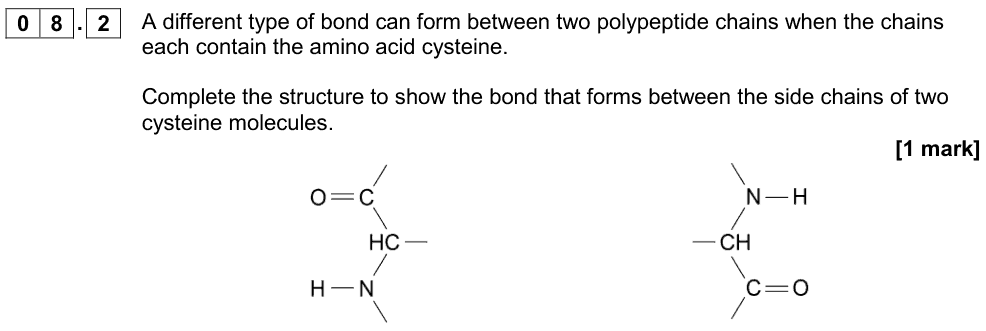 08.2 A different type of bond can form between two polypeptide chains when the chains
each contain the amino acid cysteine.
Complete the structure to show the bond that forms between the side chains of two
cysteine molecules.
[1 mark]
O=C N—H
HC— —CH
H—N C=O